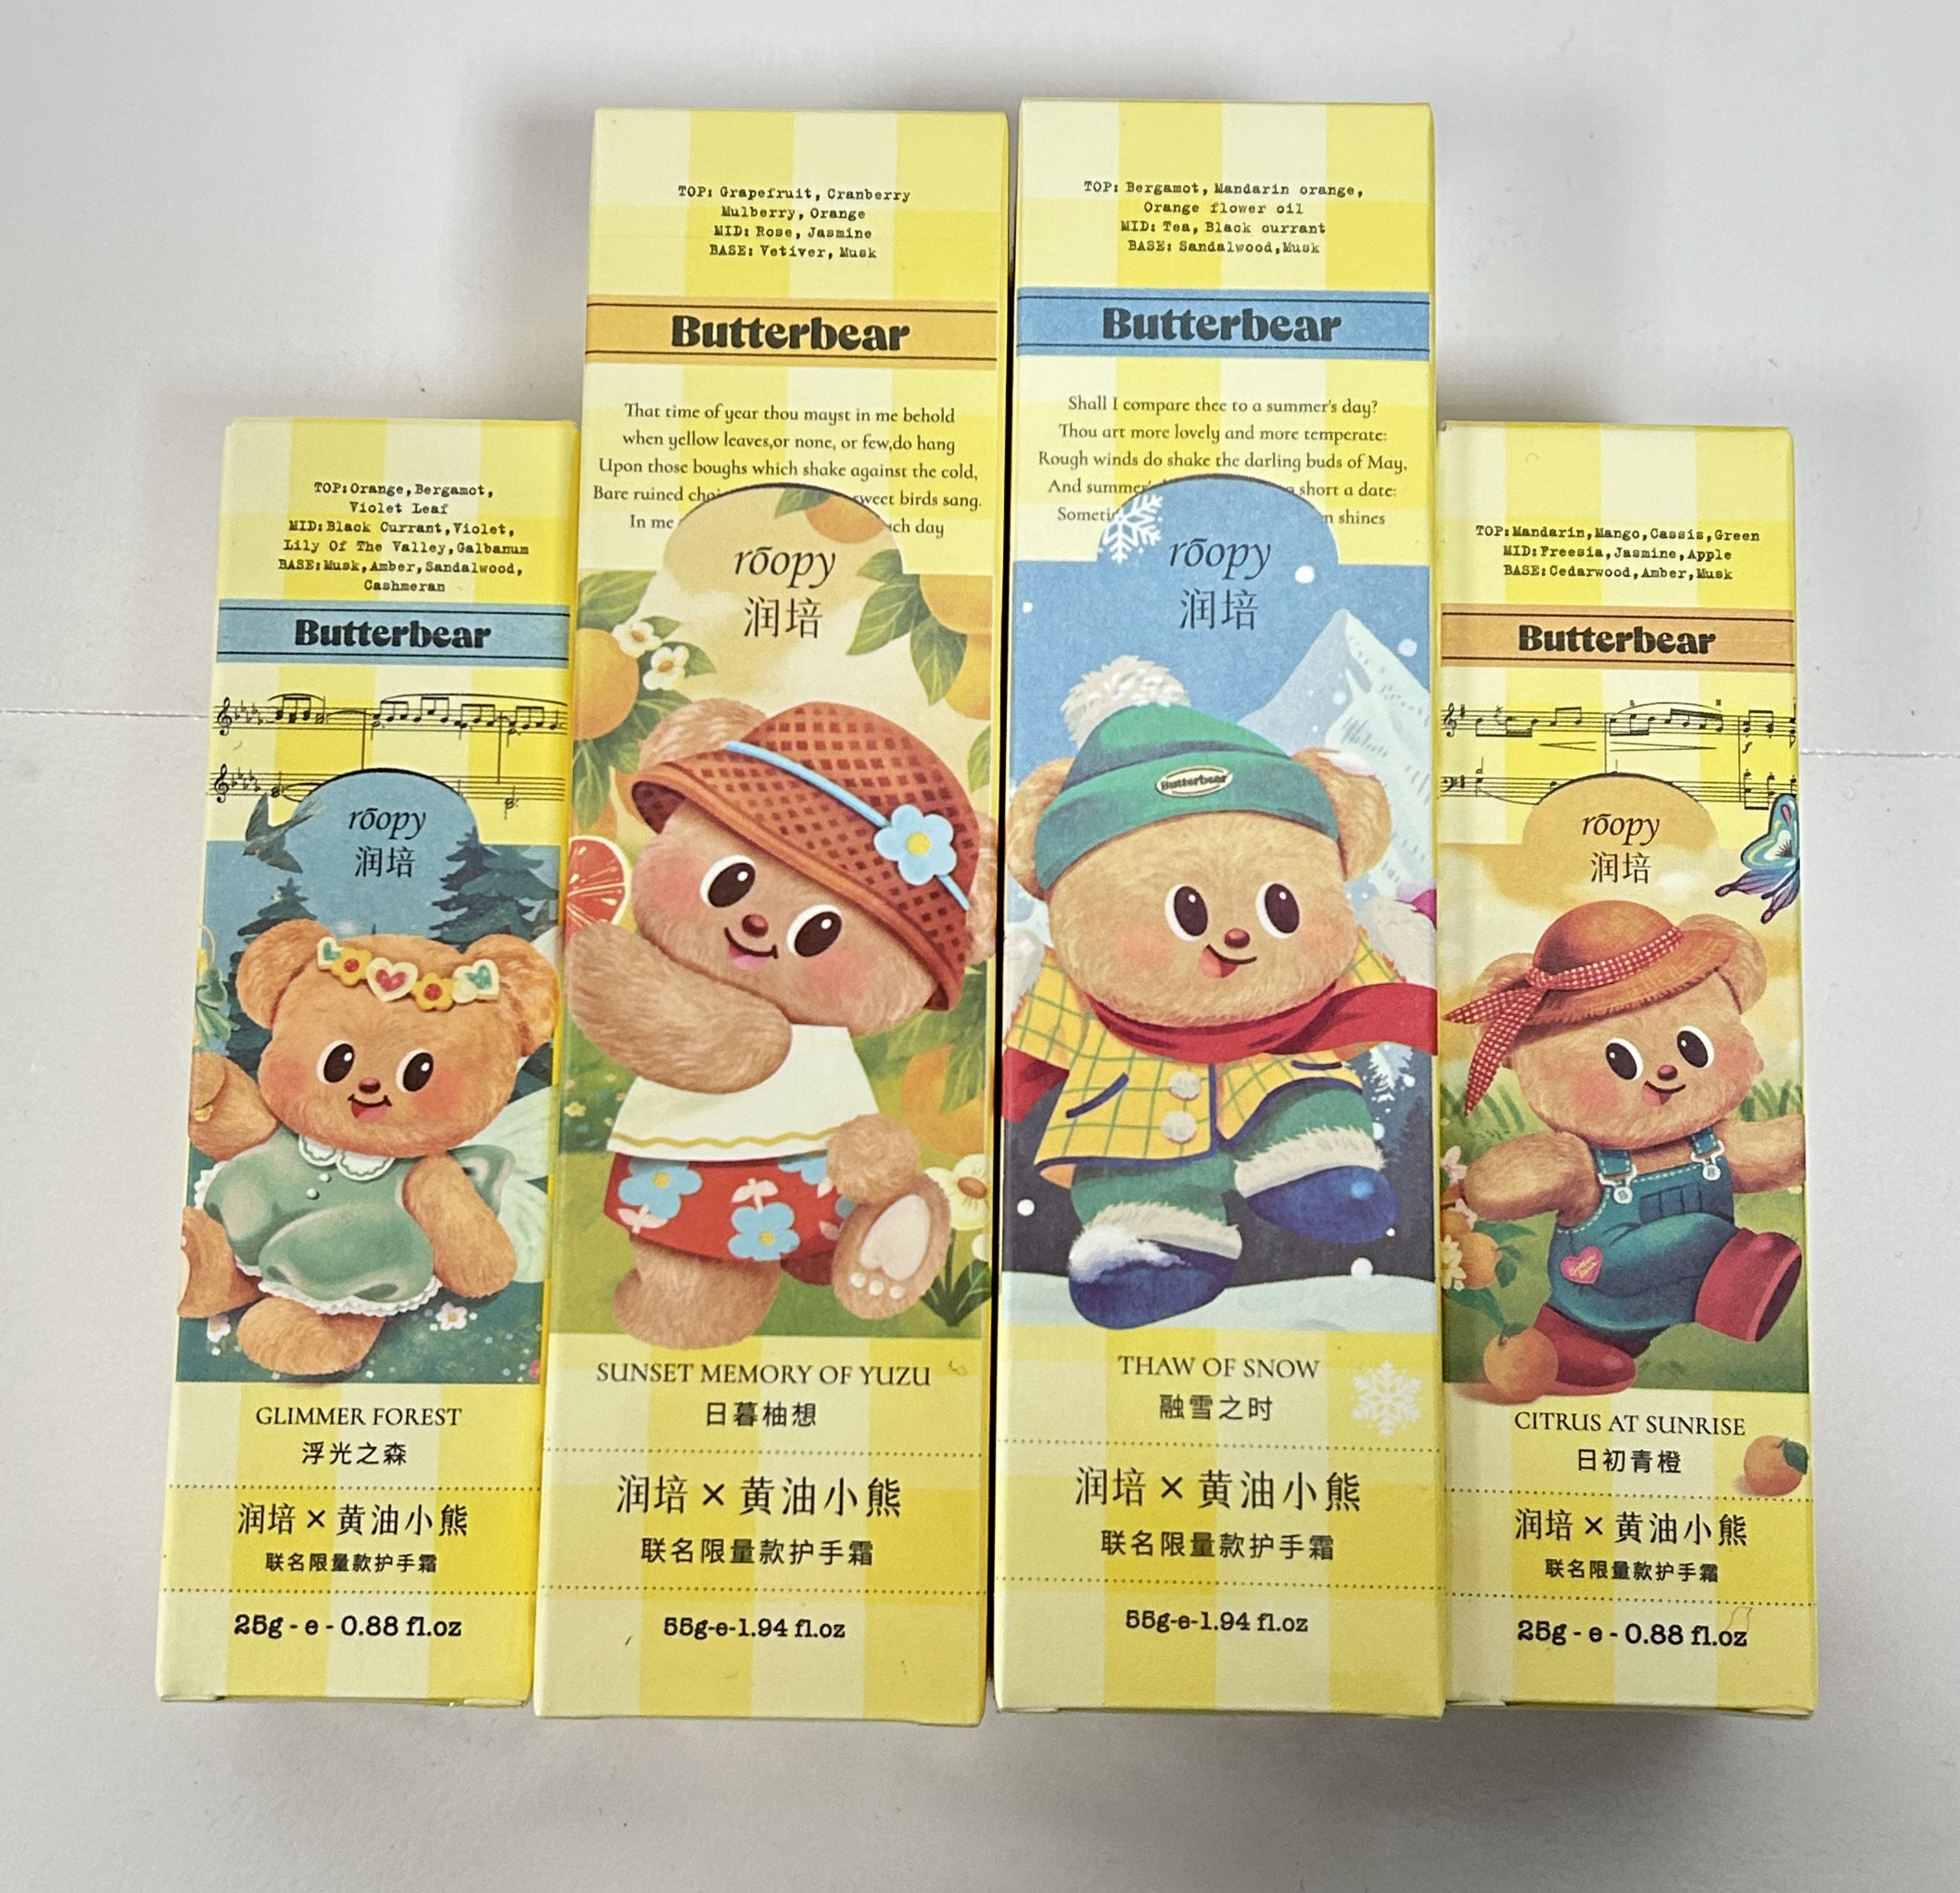 TOP:Orange,Bergamot,
Violet Leaf
MID:Black Currant,Violet,
Lily Of The Valley,Galbanum
BASE:Musk,Amber,Sandalwood,
Cashmeran
Butterbear
rōopy
润培
GLIMMER FOREST
浮光之森
润培×黄油小熊
联名限量款护手霜
25g - e - 0.88 fl.oz
TOP: Grapefruit, Cranberry
Mulberry, Orange
MID: Rose, Jasmine
BASE: Vetiver, Musk
Butterbear
That time of year thou mayst in me behold
when yellow leaves,or none, or few,do hang
Upon those boughs which shake against the cold,
Bare ruined sweet birds sang.
In me day
rōopy
润培
SUNSET MEMORY OF YUZU
日暮柚想
润培×黄油小熊
联名限量款护手霜
55g-e-1.94 fl.oz
TOP: Bergamot, Mandarin orange,
Orange flower oil
MID: Tea, Black currant
BASE: Sandalwood,Musk
Butterbear
Shall I compare thee to a summer's day?
Thou art more lovely and more temperate:
Rough winds do shake the darling buds of May,
And summer's short a date:
shines
rōopy
润培
Butterbear
THAW OF SNOW
融雪之时
润培×黄油小熊
联名限量款护手霜
55g-e-1.94 fl.oz
TOP:Mandarin,Mango,Cassis,Green
MID:Freesia,Jasmine,Apple
BASE:Cedarwood,Amber,Musk
Butterbear
rōopy
润培
B
CITRUS AT SUNRISE
日初青橙
润培×黄油小熊
联名限量款护手霜
25g - e - 0.88 fl.oz